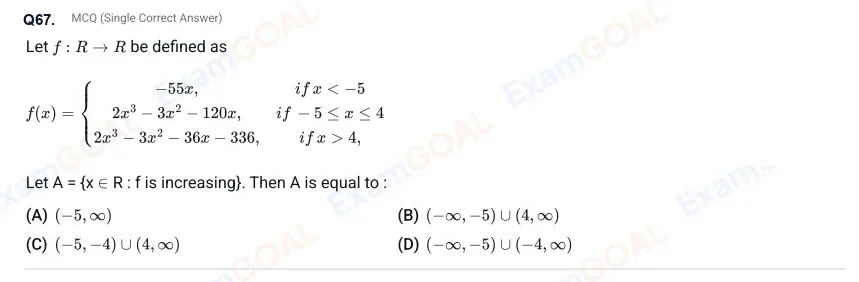 Q67. MCQ (Single Correct Answer)
Let f : R → R be defined as
f(x) = { −55x, if x < −5
2x³ − 3x² − 120x, if −5 ≤ x ≤ 4
2x³ − 3x² − 36x − 336, if x > 4,
Let A = {x ∈ R : f is increasing}. Then A is equal to :
(A) (−5, ∞) (B) (−∞, −5) ∪ (4, ∞)
(C) (−5, −4) ∪ (4, ∞) (D) (−∞, −5) ∪ (−4, ∞)
ExamGOAL